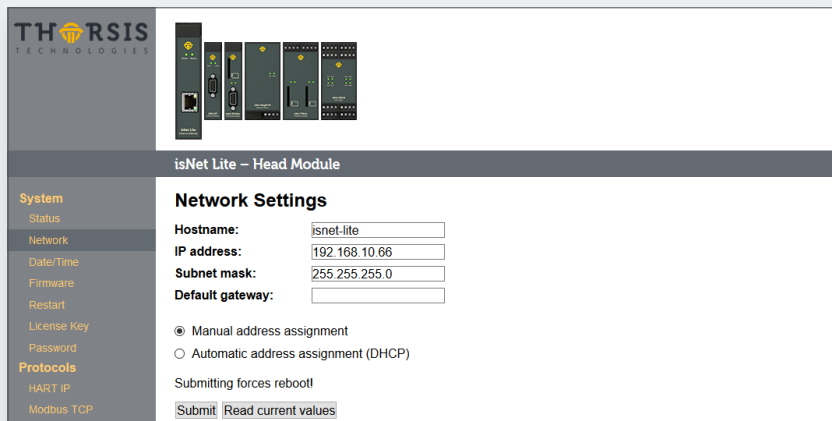 THORSIS
TECHNOLOGIES
isNet Lite – Head Module
System
Status
Network
Date/Time
Firmware
Restart
License Key
Password
Protocols
HART IP
Modbus TCP
Network Settings
Hostname: isnet-lite
IP address: 192.168.10.66
Subnet mask: 255.255.255.0
Default gateway:
Manual address assignment
Automatic address assignment (DHCP)
Submitting forces reboot!
Submit Read current values